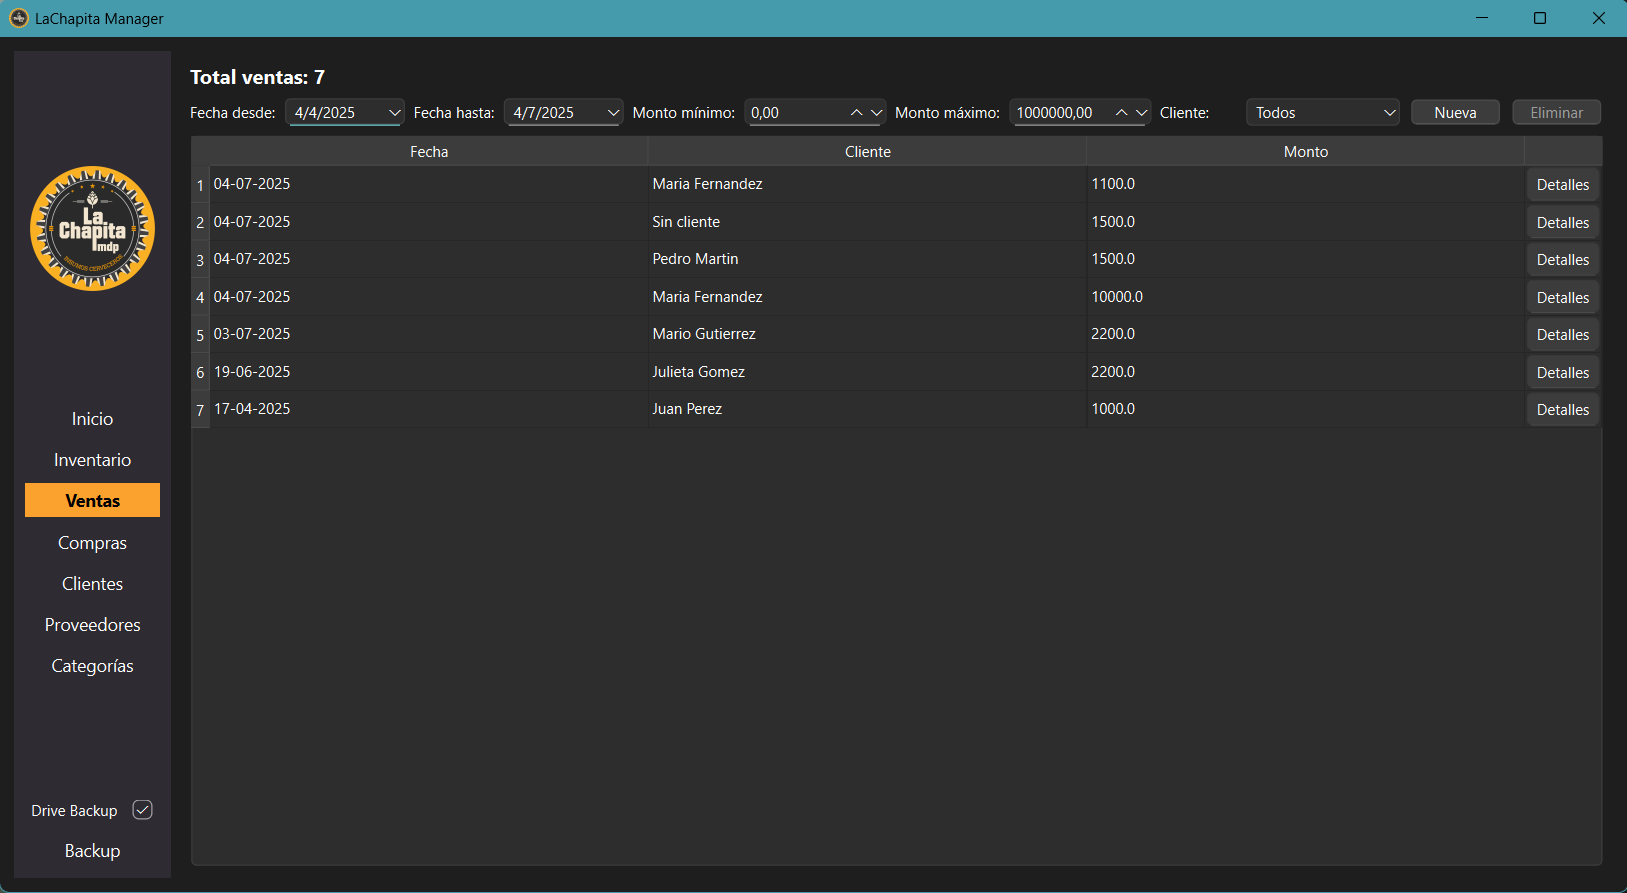 LaChapita Manager
Total ventas: 7
Fecha desde: 4/4/2025 Fecha hasta: 4/7/2025 Monto mínimo: 0,00 Monto máximo: 1000000,00 Cliente: Todos Nueva Eliminar
Fecha Cliente Monto
1 04-07-2025 Maria Fernandez 1100.0 Detalles
2 04-07-2025 Sin cliente 1500.0 Detalles
3 04-07-2025 Pedro Martin 1500.0 Detalles
4 04-07-2025 Maria Fernandez 10000.0 Detalles
5 03-07-2025 Mario Gutierrez 2200.0 Detalles
6 19-06-2025 Julieta Gomez 2200.0 Detalles
7 17-04-2025 Juan Perez 1000.0 Detalles
La
Chapita
mdp
INSUMOS CERVECEROS
Inicio
Inventario
Ventas
Compras
Clientes
Proveedores
Categorías
Drive Backup
Backup